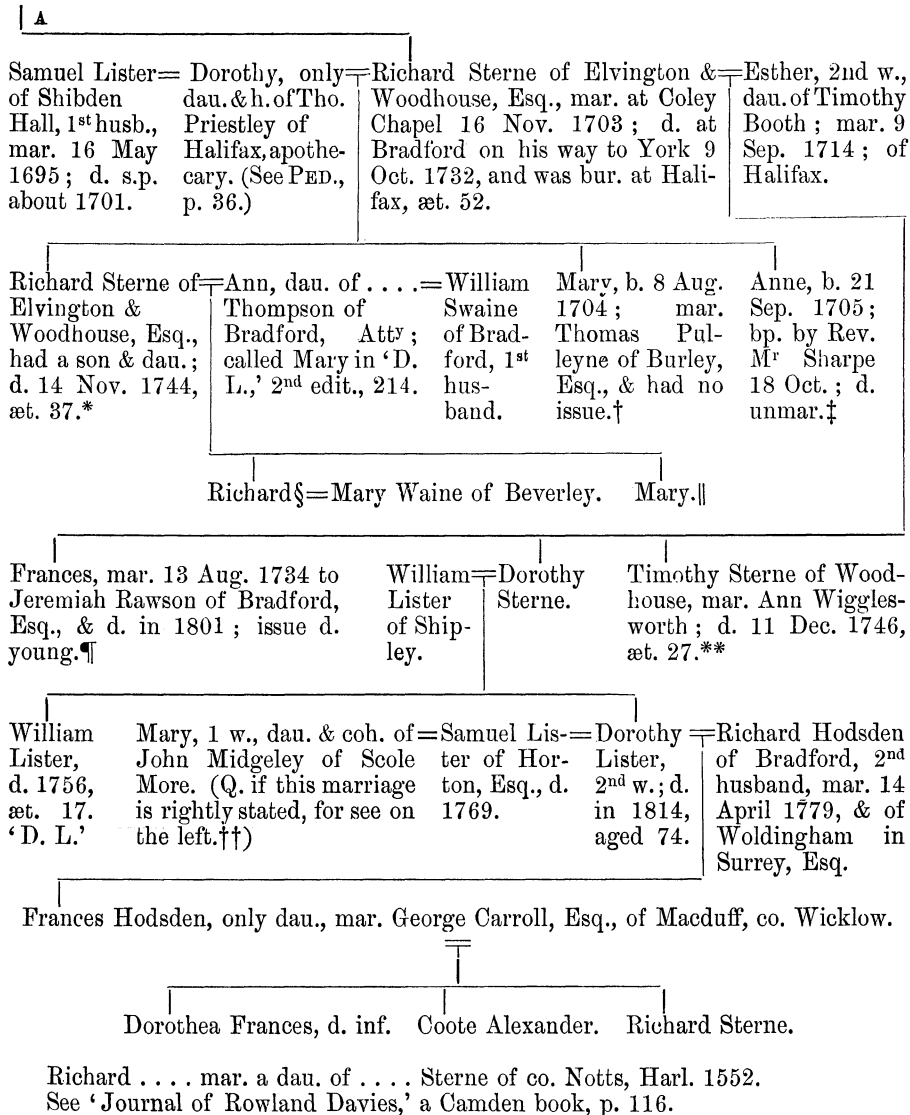 A
Samuel Lister=
of Shibden
Hall, 1st husb.,
mar. 16 May
1695; d. s.p.
about 1701.
Dorothy, only
dau. & h. of Tho.
Priestley of
Halifax, apothe-
cary. (See PED.,
p. 36.)
Richard Sterne of Elvington &
Woodhouse, Esq., mar. at Coley
Chapel 16 Nov. 1703; d. at
Bradford on his way to York 9
Oct. 1732, and was bur. at Hali-
fax, æt. 52.
Esther, 2nd w.,
dau. of Timothy
Booth; mar. 9
Sep. 1714; of
Halifax.
Richard Sterne of
Elvington &
Woodhouse, Esq.,
had a son & dau.;
d. 14 Nov. 1744,
æt. 37.*
Ann, dau. of . . . .=
Thompson of
Bradford, Atty;
called Mary in ‘D.
L.,’ 2nd edit., 214.
William
Swaine
of Brad-
ford, 1st
hus-
band.
Mary, b. 8 Aug.
1704; mar.
Thomas Pul-
leyne of Burley,
Esq., & had no
issue.†
Anne, b. 21
Sep. 1705;
bp. by Rev.
Mr Sharpe
18 Oct.; d.
unmar.‡
Richard§=Mary Waine of Beverley. Mary.||
Frances, mar. 13 Aug. 1734 to
Jeremiah Rawson of Bradford,
Esq., & d. in 1801; issue d.
young.¶
William
Lister
of Ship-
ley.
Dorothy
Sterne.
Timothy Sterne of Wood-
house, mar. Ann Wiggles-
worth; d. 11 Dec. 1746,
æt. 27.**
William
Lister,
d. 1756,
æt. 17.
‘D. L.’
Mary, 1 w., dau. & coh. of=
John Midgeley of Scole
More. (Q. if this marriage
is rightly stated, for see on
the left.††)
Samuel Lis-=
ter of Hor-
ton, Esq., d.
1769.
Dorothy
Lister,
2nd w.; d.
in 1814,
aged 74.
Richard Hodsden
of Bradford, 2nd
husband, mar. 14
April 1779, & of
Woldingham in
Surrey, Esq.
Frances Hodsden, only dau., mar. George Carroll, Esq., of Macduff, co. Wicklow.
Dorothea Frances, d. inf. Coote Alexander. Richard Sterne.
Richard . . . . mar. a dau. of . . . . Sterne of co. Notts, Harl. 1552.
See ‘Journal of Rowland Davies,’ a Camden book, p. 116.